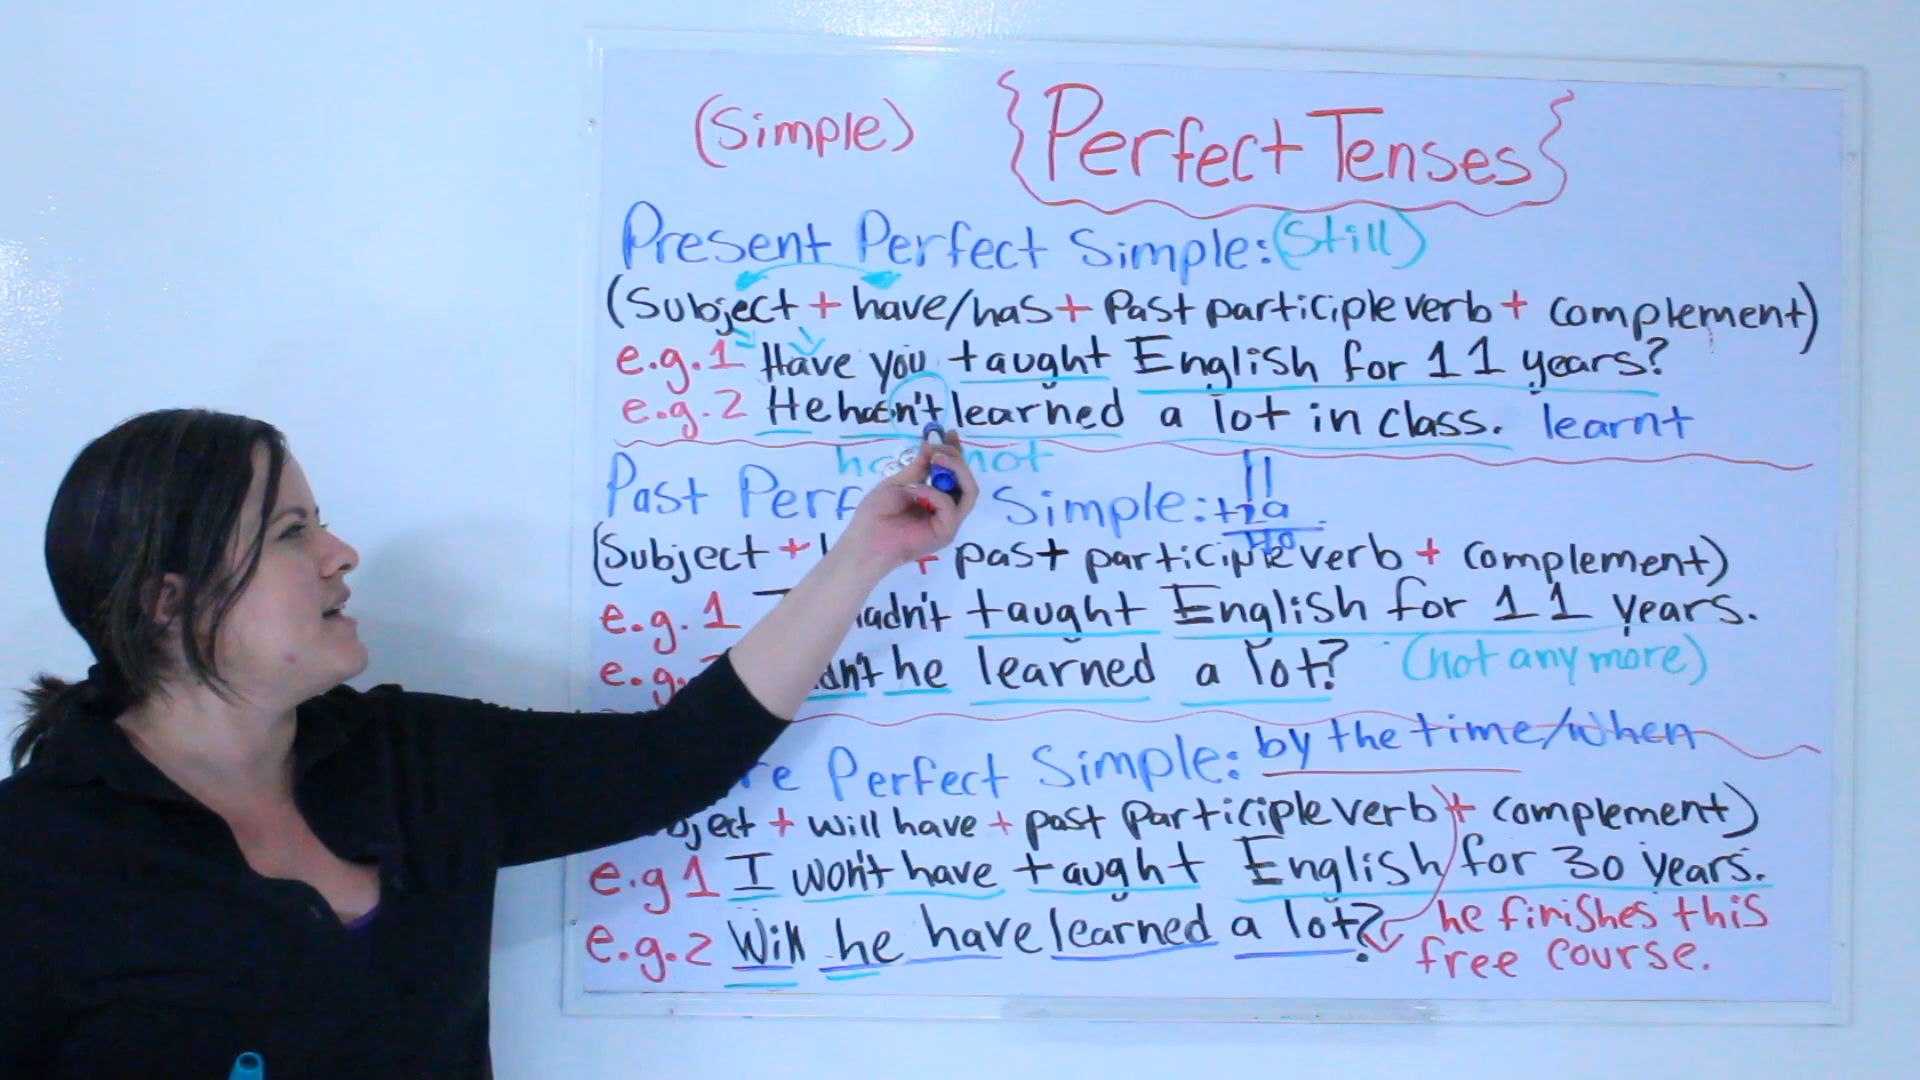 (Simple) {Perfect Tenses}
Present Perfect Simple: (Still)
(Subject + have/has + Past participle verb + complement)
e.g.1 Have you taught English for 11 years?
e.g.2 He hasn't learned a lot in class. learnt
not
Past Simple:
(Subject + + past participle verb + complement)
e.g. 1 taught English for 11 years.
he learned a lot? (not any more)
Perfect Simple: by the time/when
+ will have + past Participle verb + complement)
e.g 1 I won't have taught English for 30 years.
e.g.2 Will he have learned a lot? he finishes this
free course.